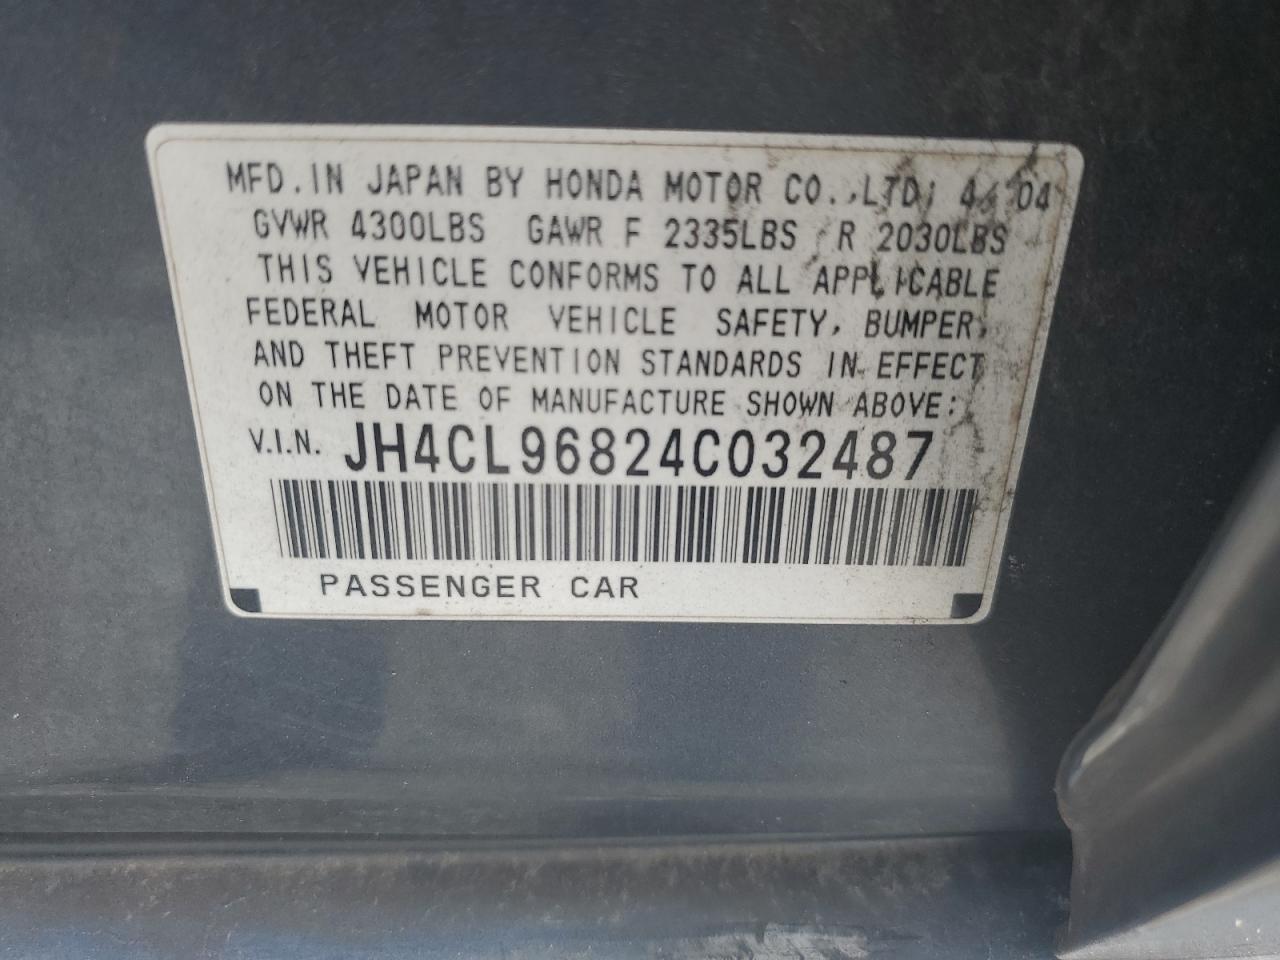 MFD. IN JAPAN BY HONDA MOTOR CO., LTD; 4/04
GVWR 4300LBS GAWR F 2335LBS R 2030LBS
THIS VEHICLE CONFORMS TO ALL APPLICABLE
FEDERAL MOTOR VEHICLE SAFETY, BUMPER,
AND THEFT PREVENTION STANDARDS IN EFFECT
ON THE DATE OF MANUFACTURE SHOWN ABOVE:
V.I.N. JH4CL96824C032487
PASSENGER CAR